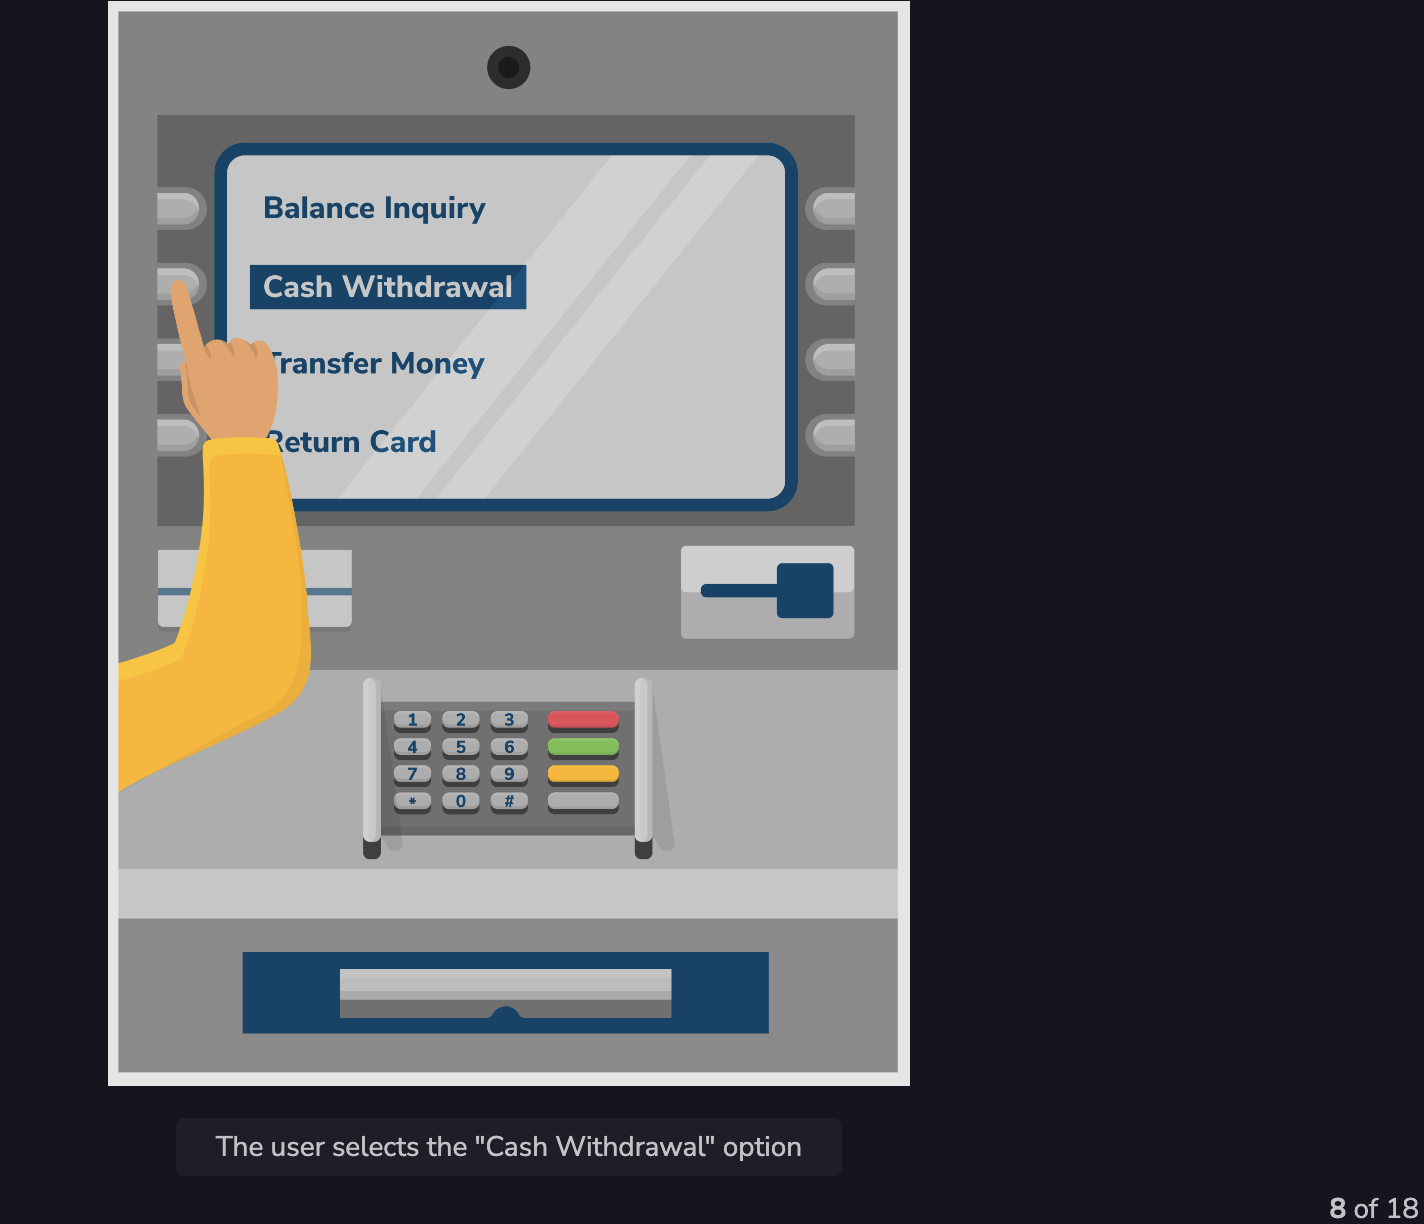 Balance Inquiry
Cash Withdrawal
Transfer Money
Return Card
1 2 3
4 5 6
7 8 9
* 0 #
The user selects the "Cash Withdrawal" option
8 of 18